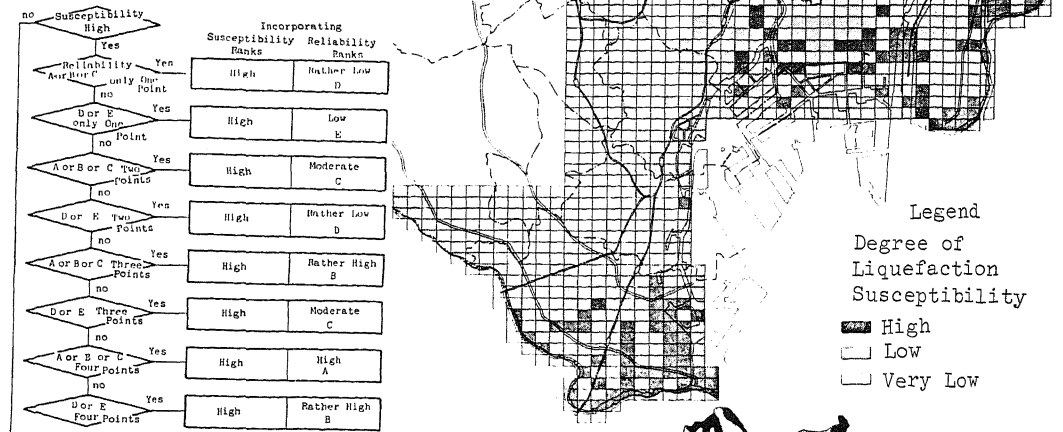 no
Susceptibility
High
Yes
Incorporating
Susceptibility Reliability
Ranks Ranks
Reliability
A or B or C only One
Point
Yes
High
Rather Low
D
no
D or E
only One
Point
Yes
High
Low
E
no
A or B or C Two
Points
Yes
High
Moderate
C
no
D or E Two
Points
Yes
High
Rather Low
D
no
A or B or C Three
Points
Yes
High
Rather High
B
no
D or E Three
Points
Yes
High
Moderate
C
no
A or B or C
Four Points
Yes
High
High
A
no
D or E
Four Points
Yes
High
Rather High
B
Legend
Degree of
Liquefaction
Susceptibility
High
Low
Very Low